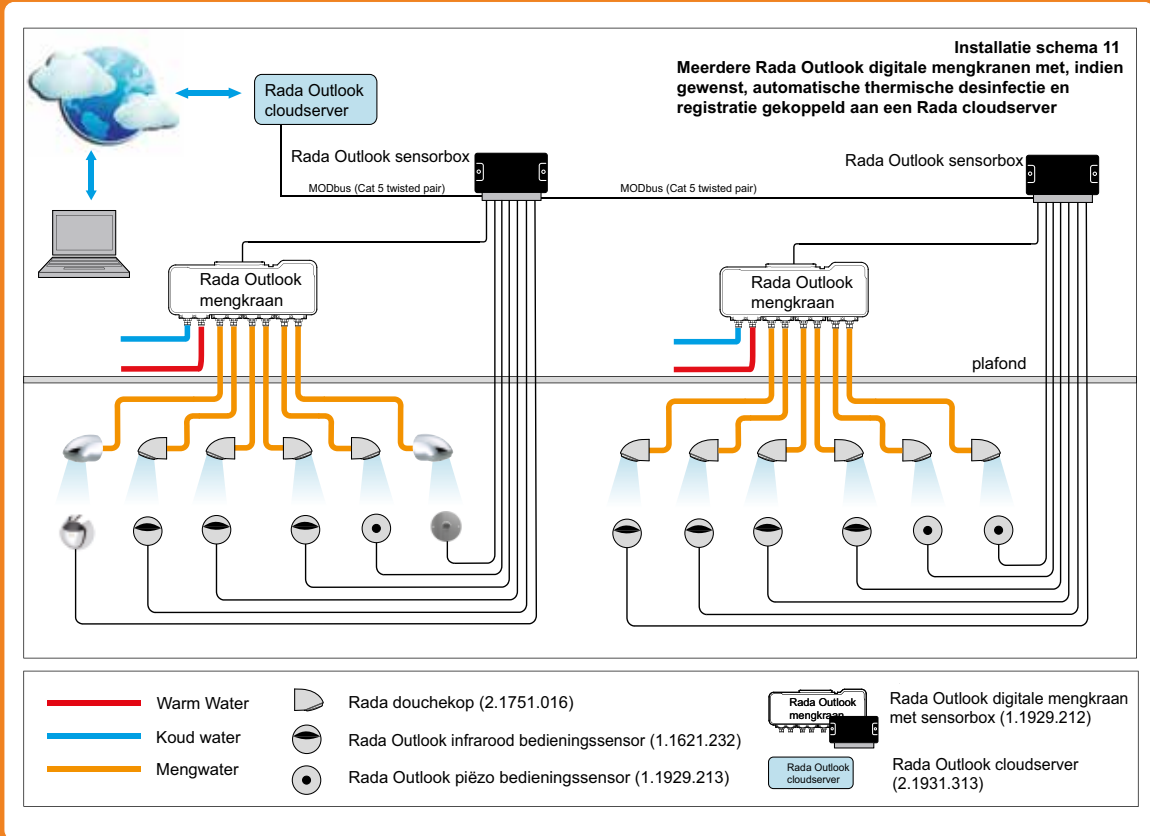 Installatie schema 11
Meerdere Rada Outlook digitale mengkranen met, indien
gewenst, automatische thermische desinfectie en
registratie gekoppeld aan een Rada cloudserver
Rada Outlook
cloudserver
Rada Outlook sensorbox
Rada Outlook sensorbox
MODbus (Cat 5 twisted pair)
MODbus (Cat 5 twisted pair)
Rada Outlook
mengkraan
Rada Outlook
mengkraan
plafond
Warm Water
Koud water
Mengwater
Rada douchekop (2.1751.016)
Rada Outlook infrarood bedieningssensor (1.1621.232)
Rada Outlook piëzo bedieningssensor (1.1929.213)
Rada Outlook
mengkraan
Rada Outlook digitale mengkraan
met sensorbox (1.1929.212)
Rada Outlook
cloudserver
Rada Outlook cloudserver
(2.1931.313)